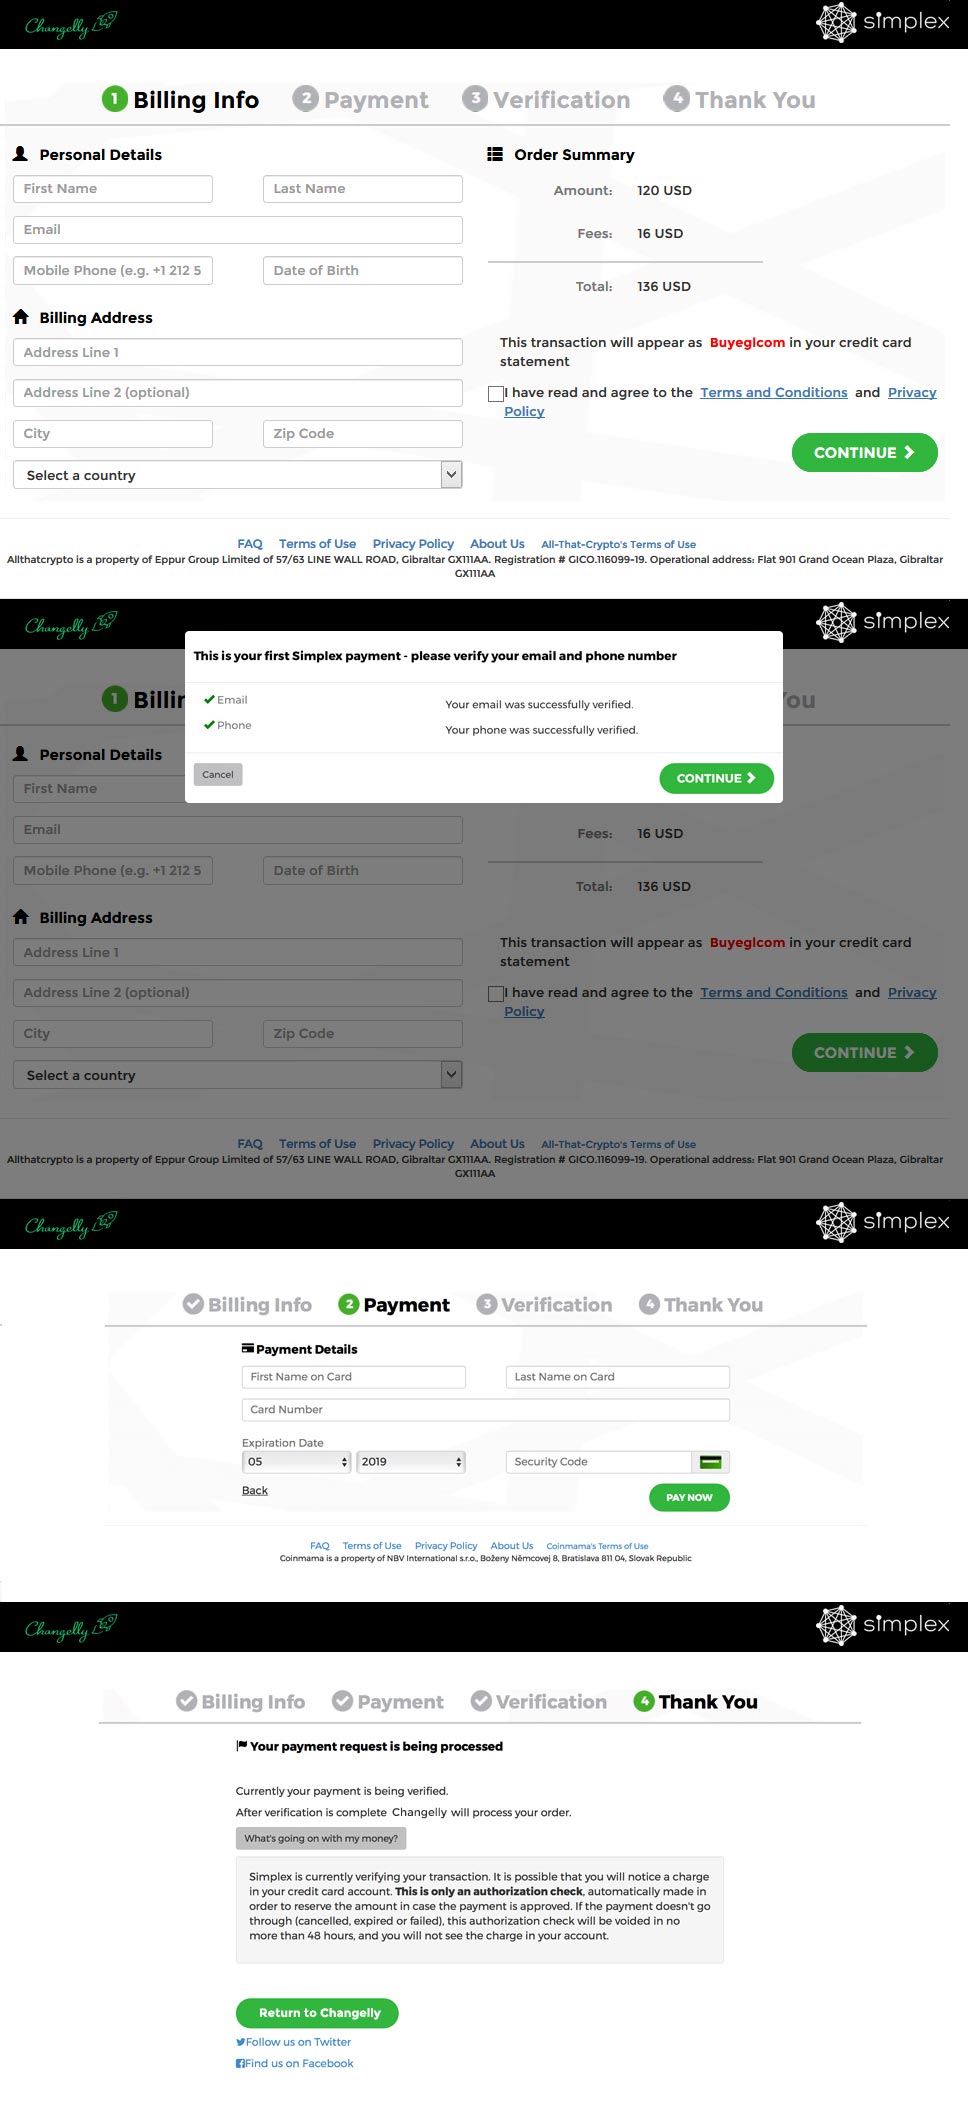 Changelly
simplex
1 Billing Info 2 Payment 3 Verification 4 Thank You
Personal Details
First Name Last Name
Email
Mobile Phone (e.g. +1 212 5 Date of Birth
Billing Address
Address Line 1
Address Line 2 (optional)
City Zip Code
Select a country
Order Summary
Amount: 120 USD
Fees: 16 USD
Total: 136 USD
This transaction will appear as Buyeglcom in your credit card
statement
I have read and agree to the Terms and Conditions and Privacy
Policy
CONTINUE
FAQ Terms of Use Privacy Policy About Us All-That-Crypto's Terms of Use
Allthatcrypto is a property of Eppur Group Limited of 57/63 LINE WALL ROAD, Gibraltar GX111AA. Registration # GICO.116099-19. Operational address: Flat 901 Grand Ocean Plaza, Gibraltar
GX111AA
Changelly
simplex
This is your first Simplex payment - please verify your email and phone number
Email Your email was successfully verified.
Phone Your phone was successfully verified.
Cancel CONTINUE
1 Billin ou
Personal Details
First Name
Email
Mobile Phone (e.g. +1 212 5 Date of Birth
Billing Address
Address Line 1
Address Line 2 (optional)
City Zip Code
Select a country
Fees: 16 USD
Total: 136 USD
This transaction will appear as Buyeglcom in your credit card
statement
I have read and agree to the Terms and Conditions and Privacy
Policy
CONTINUE
FAQ Terms of Use Privacy Policy About Us All-That-Crypto's Terms of Use
Allthatcrypto is a property of Eppur Group Limited of 57/63 LINE WALL ROAD, Gibraltar GX111AA. Registration # GICO.116099-19. Operational address: Flat 901 Grand Ocean Plaza, Gibraltar
GX111AA
Changelly
simplex
Billing Info 2 Payment 3 Verification 4 Thank You
Payment Details
First Name on Card Last Name on Card
Card Number
Expiration Date
05 2019 Security Code
Back PAY NOW
FAQ Terms of Use Privacy Policy About Us Coinmama's Terms of Use
Coinmama is a property of NBV International s.r.o., Boženy Němcovej 8, Bratislava 811 04, Slovak Republic
Changelly
simplex
Billing Info Payment Verification 4 Thank You
Your payment request is being processed
Currently your payment is being verified.
After verification is complete Changelly will process your order.
What's going on with my money?
Simplex is currently verifying your transaction. It is possible that you will notice a charge
in your credit card account. This is only an authorization check, automatically made in
order to reserve the amount in case the payment is approved. If the payment doesn't go
through (cancelled, expired or failed), this authorization check will be voided in no
more than 48 hours, and you will not see the charge in your account.
Return to Changelly
Follow us on Twitter
Find us on Facebook